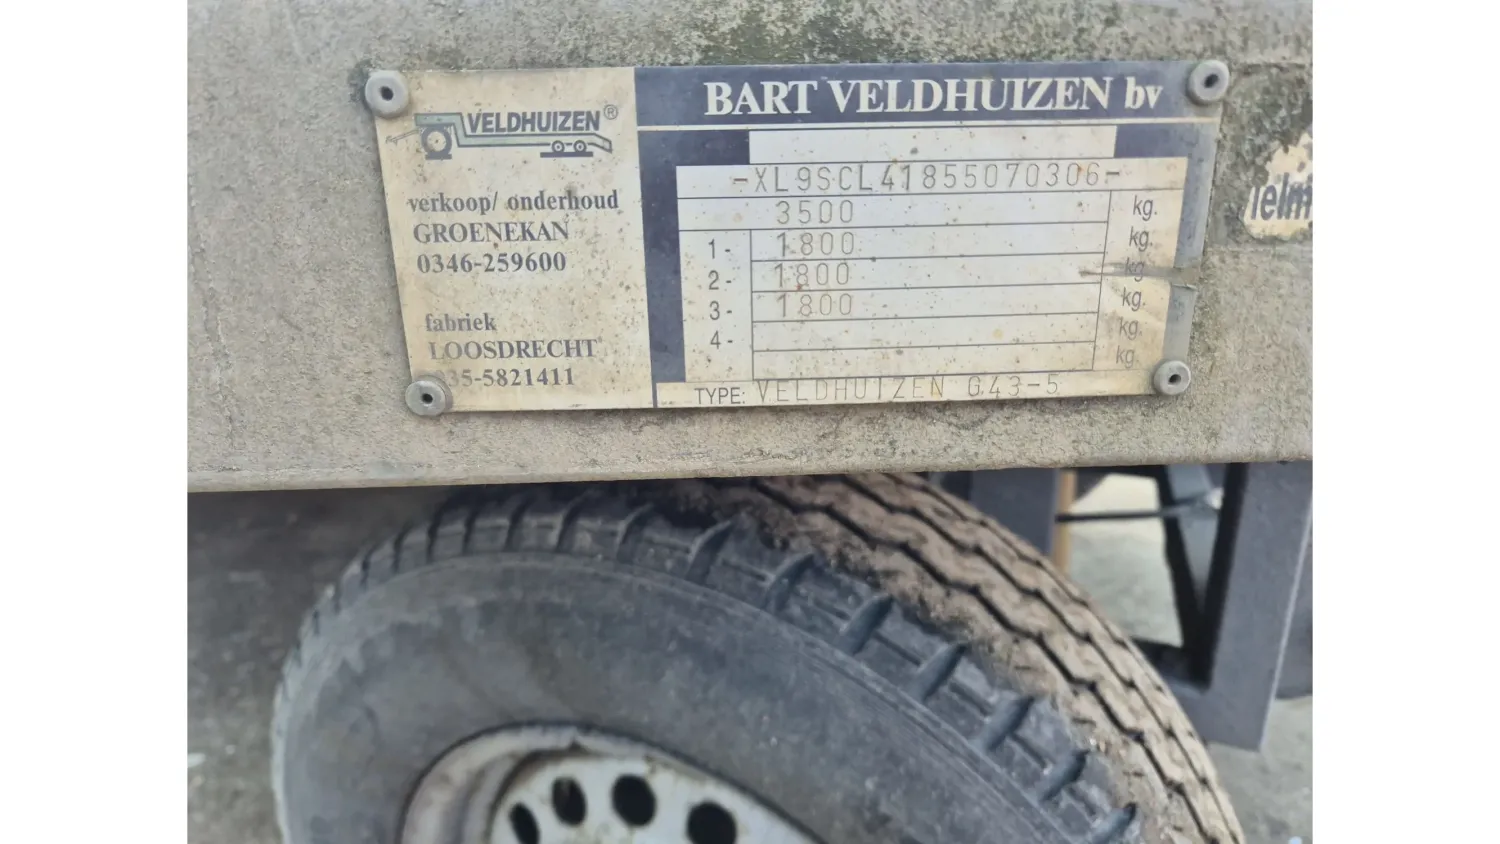 VELDHUIZEN®
verkoop/ onderhoud
GROENEKAN
0346-259600
fabriek
LOOSDRECHT
035-5821411
BART VELDHUIZEN bv
-XL9SCL41855070306-
3500 kg.
1- 1800 kg.
2- 1800 kg.
3- 1800 kg.
4- kg.
kg.
TYPE: VELDHUIZEN G43-5